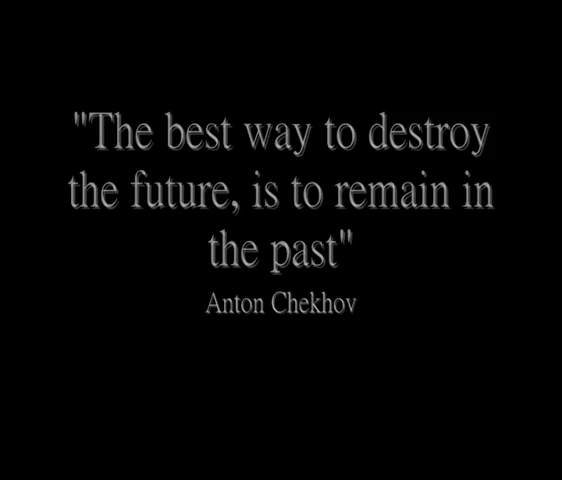 "The best way to destroy
the future, is to remain in
the past"
Anton Chekhov